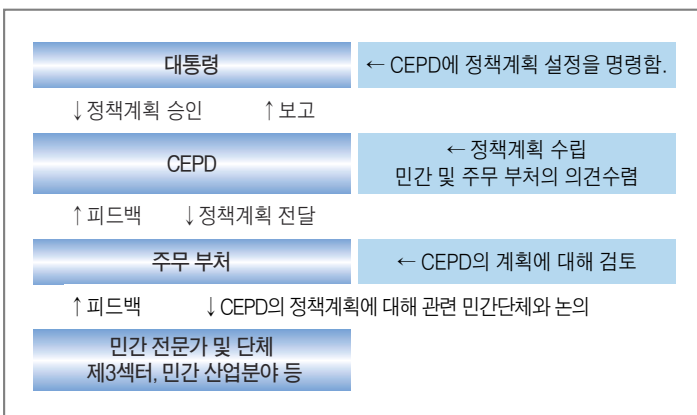 대통령 ← CEPD에 정책계획 설정을 명령함.
↓정책계획 승인 ↑보고
CEPD ← 정책계획 수립
민간 및 주무 부처의 의견수렴
↑피드백 ↓정책계획 전달
주무 부처 ← CEPD의 계획에 대해 검토
↑피드백 ↓CEPD의 정책계획에 대해 관련 민간단체와 논의
민간 전문가 및 단체
제3섹터, 민간 산업분야 등